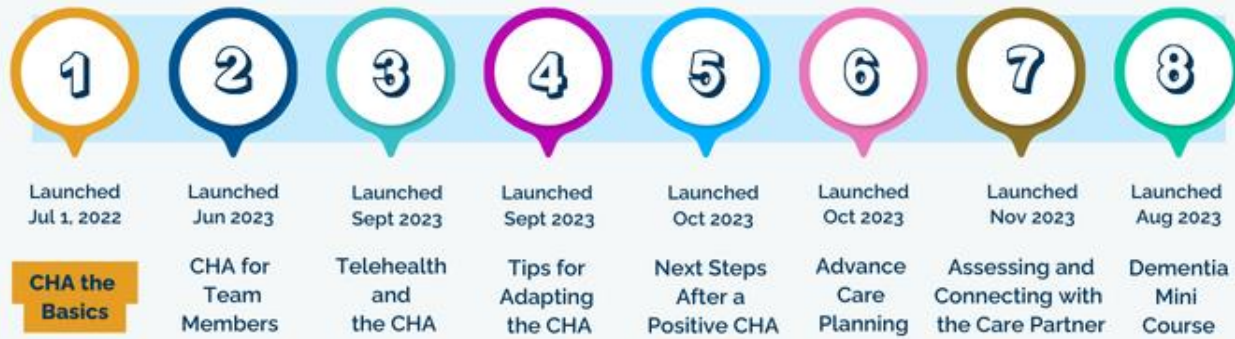 1
2
3
4
5
6
7
8
Launched
Jul 1, 2022
Launched
Jun 2023
Launched
Sept 2023
Launched
Sept 2023
Launched
Oct 2023
Launched
Oct 2023
Launched
Nov 2023
Launched
Aug 2023
CHA the
Basics
CHA for
Team
Members
Telehealth
and
the CHA
Tips for
Adapting
the CHA
Next Steps
After a
Positive CHA
Advance
Care
Planning
Assessing and
Connecting with
the Care Partner
Dementia
Mini
Course